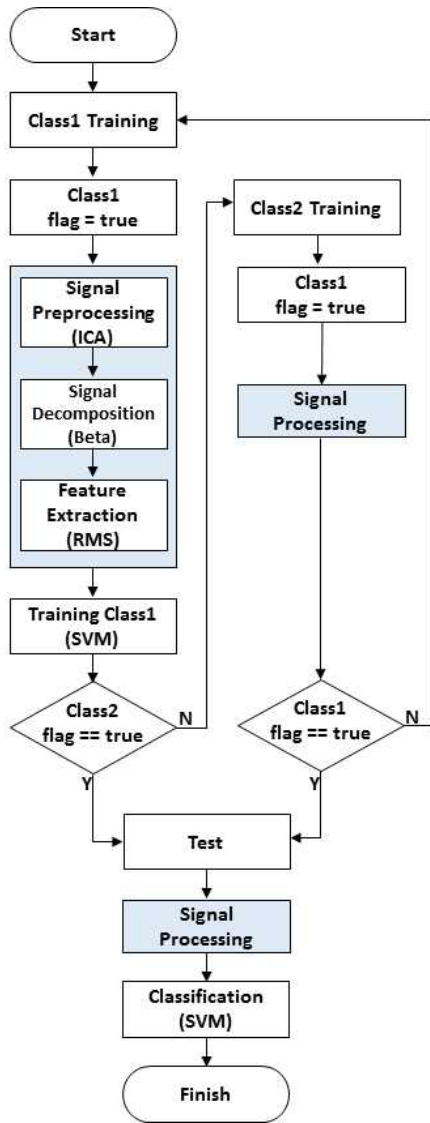 Start
Class1 Training
Class1
flag = true
Signal
Preprocessing
(ICA)
Signal
Decomposition
(Beta)
Feature
Extraction
(RMS)
Training Class1
(SVM)
Class2
flag == true
N
Y
Class2 Training
Class1
flag = true
Signal
Processing
Class1
flag == true
N
Y
Test
Signal
Processing
Classification
(SVM)
Finish